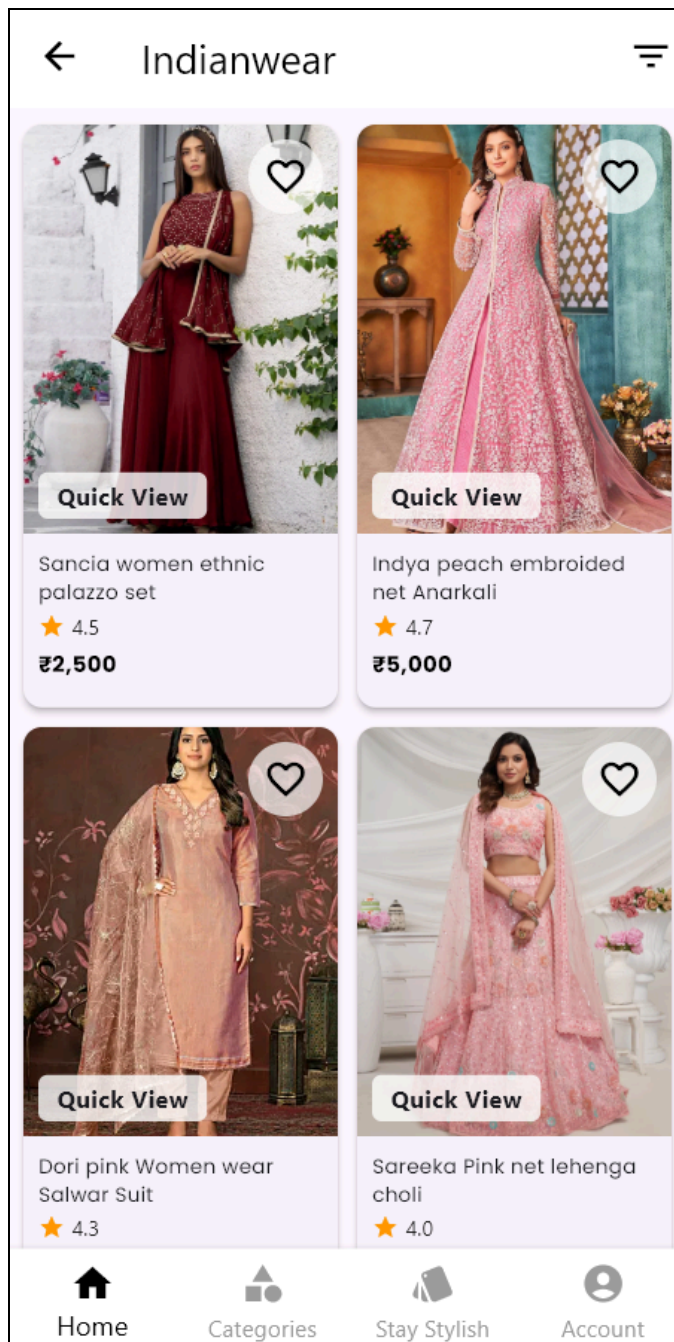 Indianwear
Quick View
Quick View
Sancia women ethnic
palazzo set
4.5
₹2,500
Indya peach embroided
net Anarkali
4.7
₹5,000
Quick View
Quick View
Dori pink Women wear
Salwar Suit
4.3
Sareeka Pink net lehenga
choli
4.0
Home
Categories
Stay Stylish
Account